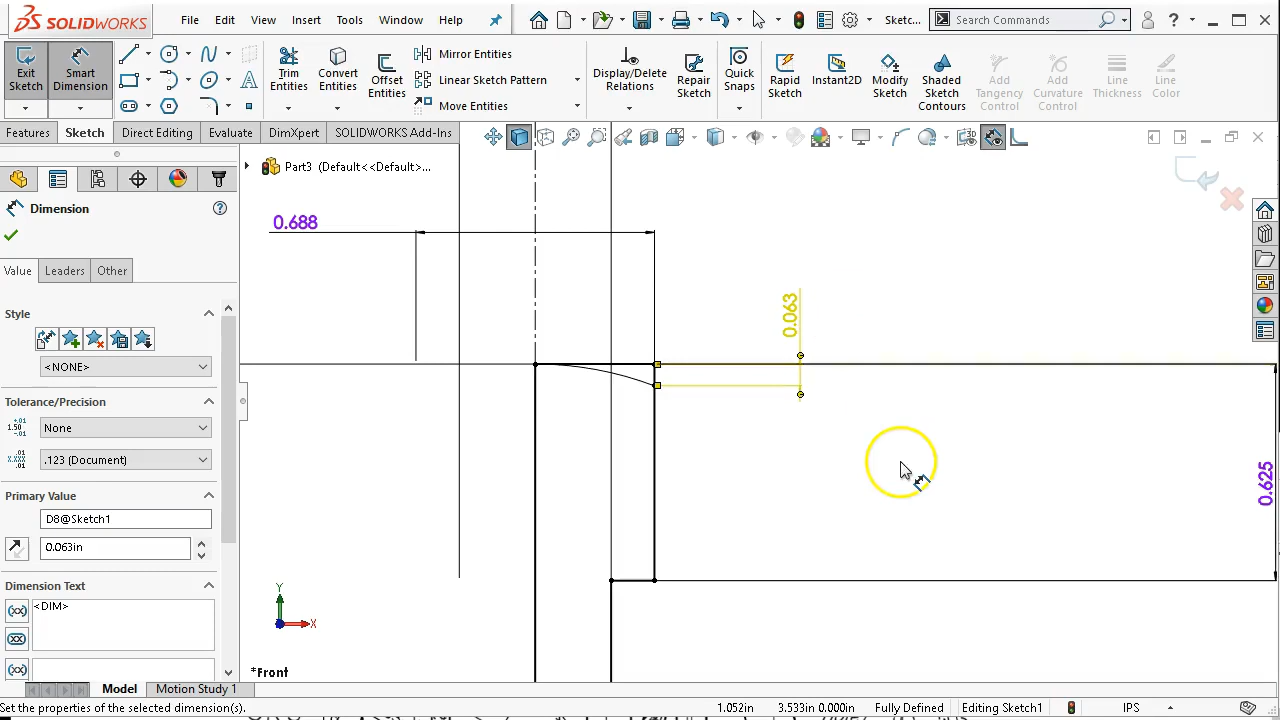 SOLIDWORKS
File Edit View Insert Tools Window Help
Sketc...
Search Commands
Exit Sketch
Smart Dimension
Trim Entities
Convert Entities
Offset Entities
Mirror Entities
Linear Sketch Pattern
Move Entities
Display/Delete Relations
Repair Sketch
Quick Snaps
Rapid Sketch
Instant2D
Modify Sketch
Shaded Sketch Contours
Add Tangency Control
Add Curvature Control
Line Thickness
Line Color
Features Sketch Direct Editing Evaluate DimXpert SOLIDWORKS Add-Ins
Part3 (Default<<Default>...
Dimension
Value Leaders Other
Style
<NONE>
Tolerance/Precision
None
.123 (Document)
Primary Value
D8@Sketch1
0.063in
Dimension Text
<DIM>
0.688
0.063
0.625
Y
X
*Front
Model Motion Study 1
Set the properties of the selected dimension(s).
1.052in 3.533in 0.000in Fully Defined Editing Sketch1 IPS